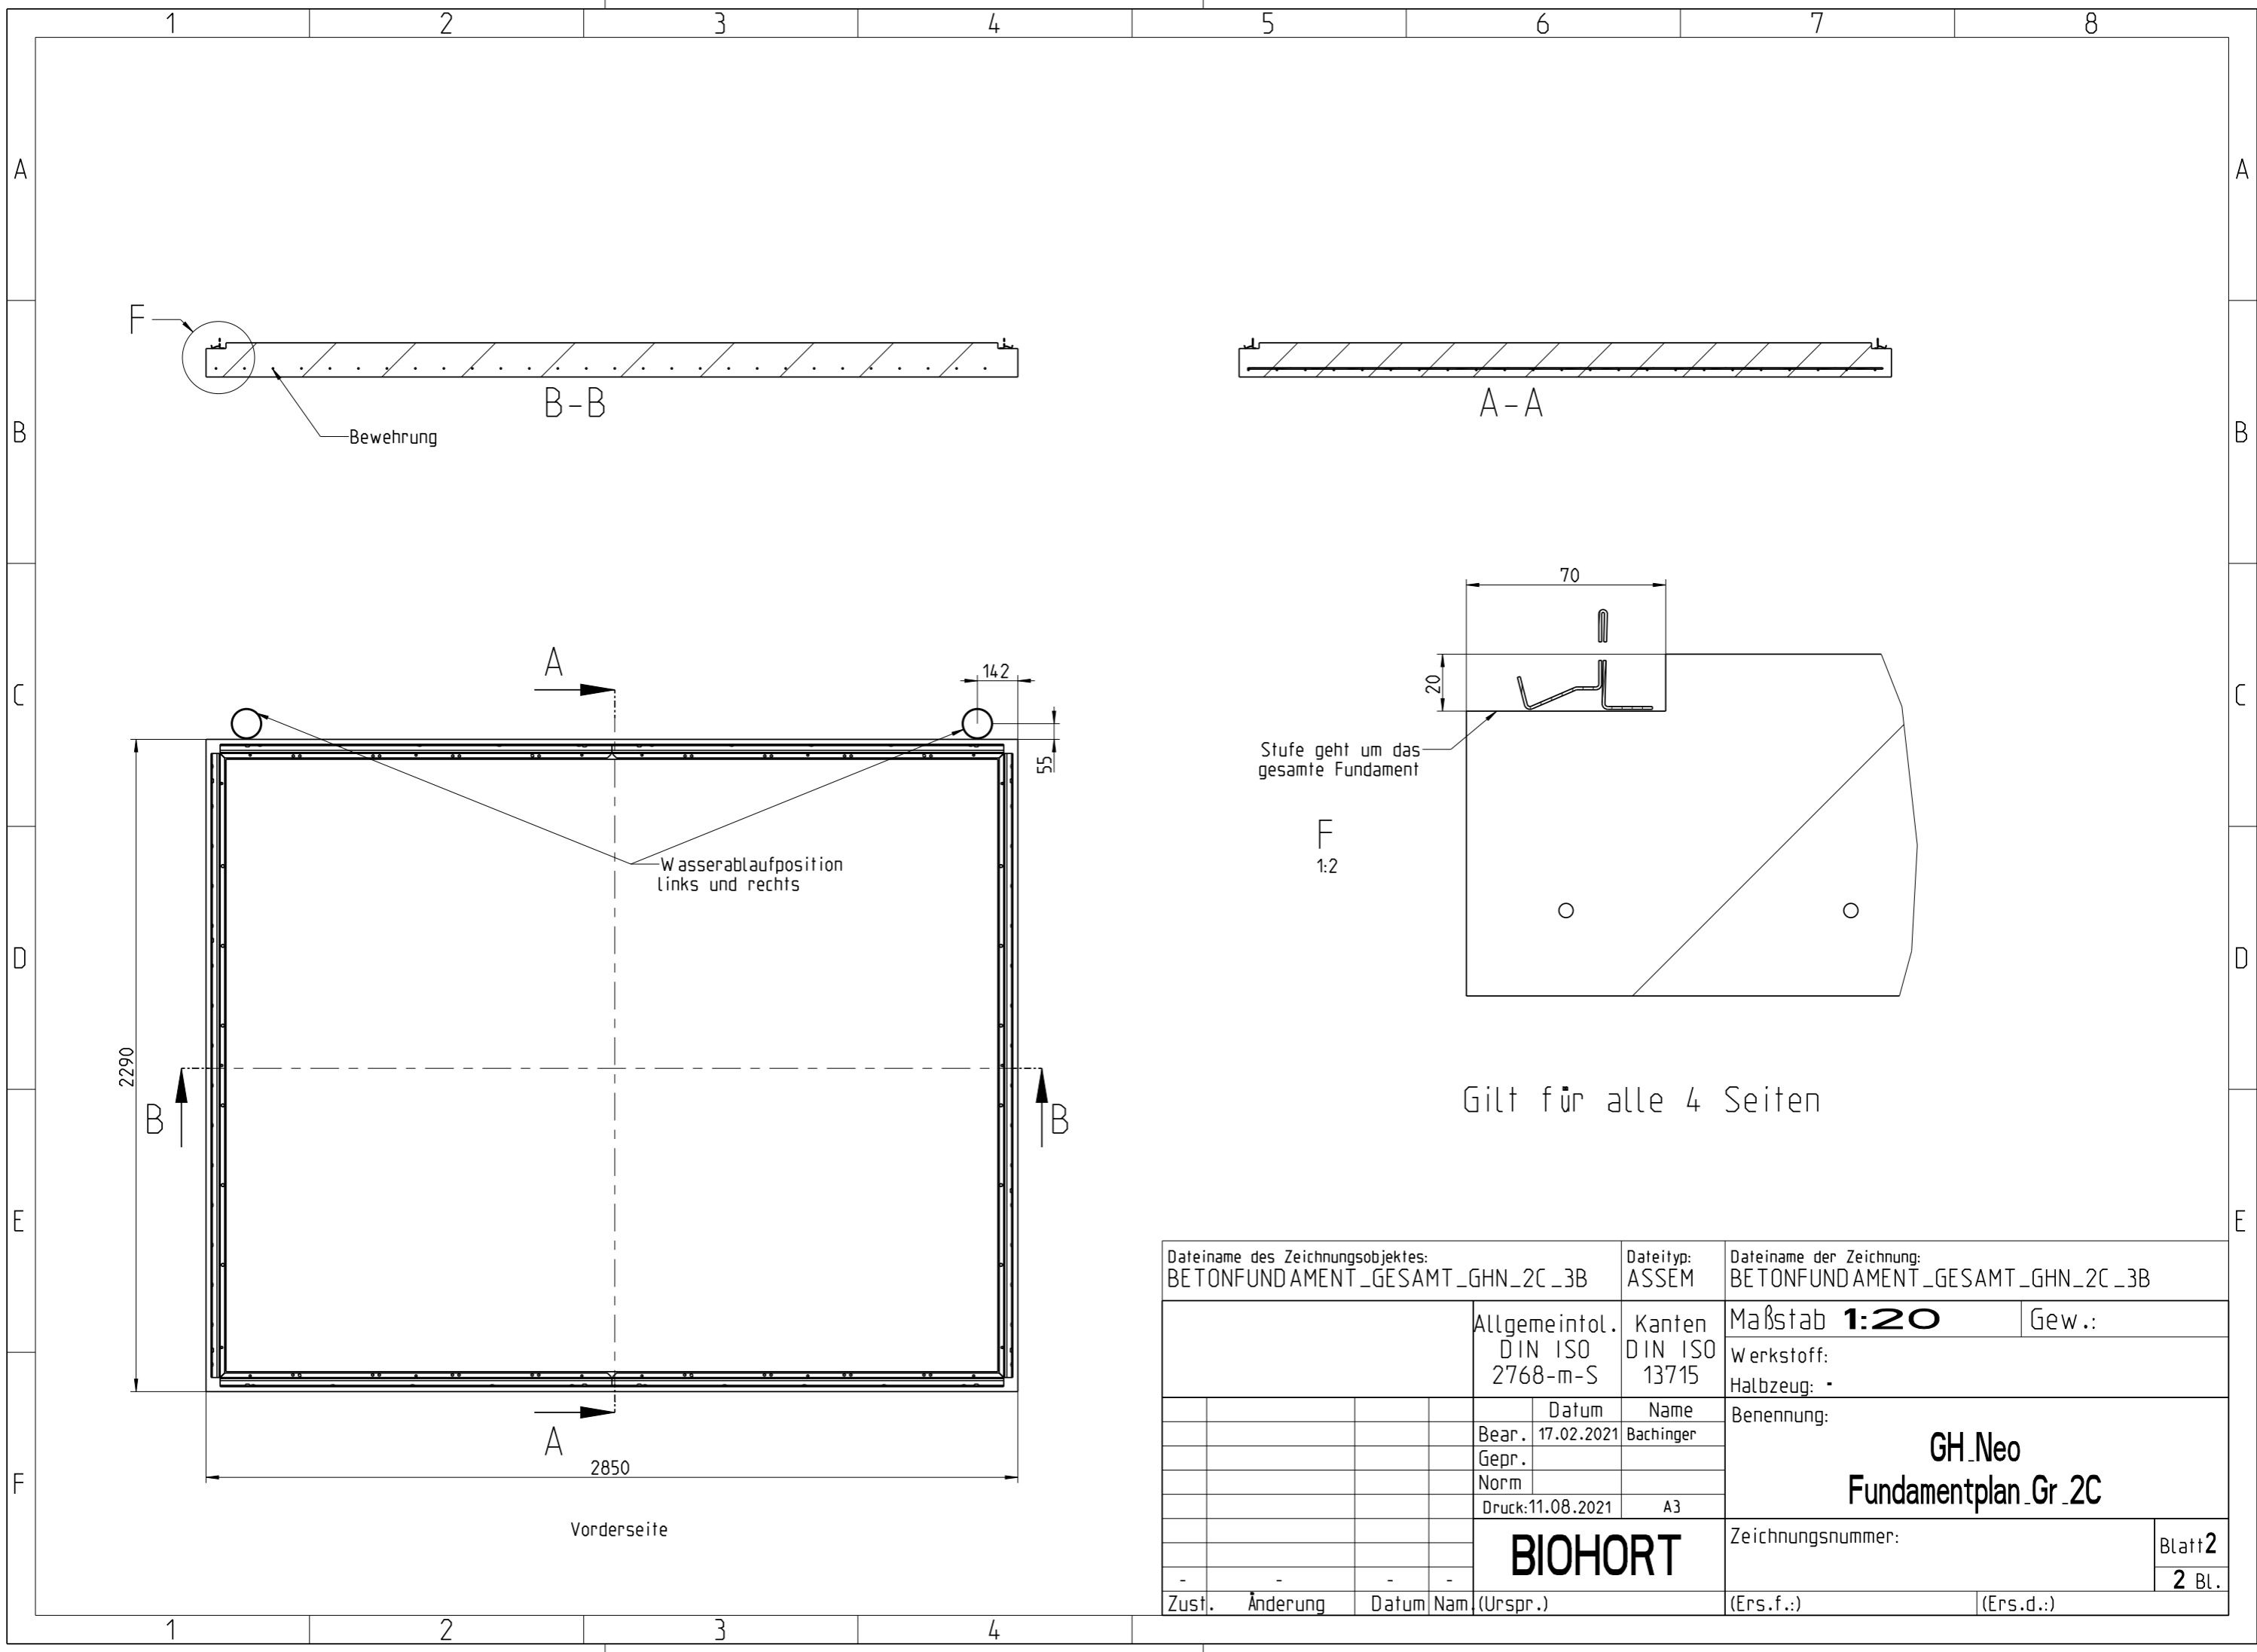 1 2 3 4 5 6 7 8
A A
F
B-B
A-A
Bewehrung
B B
70
20
A
142
55
C C
Stufe geht um das
gesamte Fundament
F
1:2
Wasserablaufposition
links und rechts
D D
2290
B B
Gilt für alle 4 Seiten
E E
A
2850
Vorderseite
F
Dateiname des Zeichnungsobjektes:
BETONFUNDAMENT_GESAMT_GHN_2C_3B
Dateityp:
ASSEM
Dateiname der Zeichnung:
BETONFUNDAMENT_GESAMT_GHN_2C_3B
Allgemeintol.
DIN ISO
2768-m-S
Kanten
DIN ISO
13715
Maßstab 1:20
Gew.:
Werkstoff:
Halbzeug: -
Datum Name
Bear. 17.02.2021 Bachinger
Gepr.
Norm
Druck:11.08.2021 A3
Benennung:
GH_Neo
Fundamentplan_Gr_2C
BIOHORT
Zeichnungsnummer:
Blatt 2
2 Bl.
- - - -
Zust. Änderung Datum Nam. (Urspr.) (Ers.f.:) (Ers.d.:)
1 2 3 4